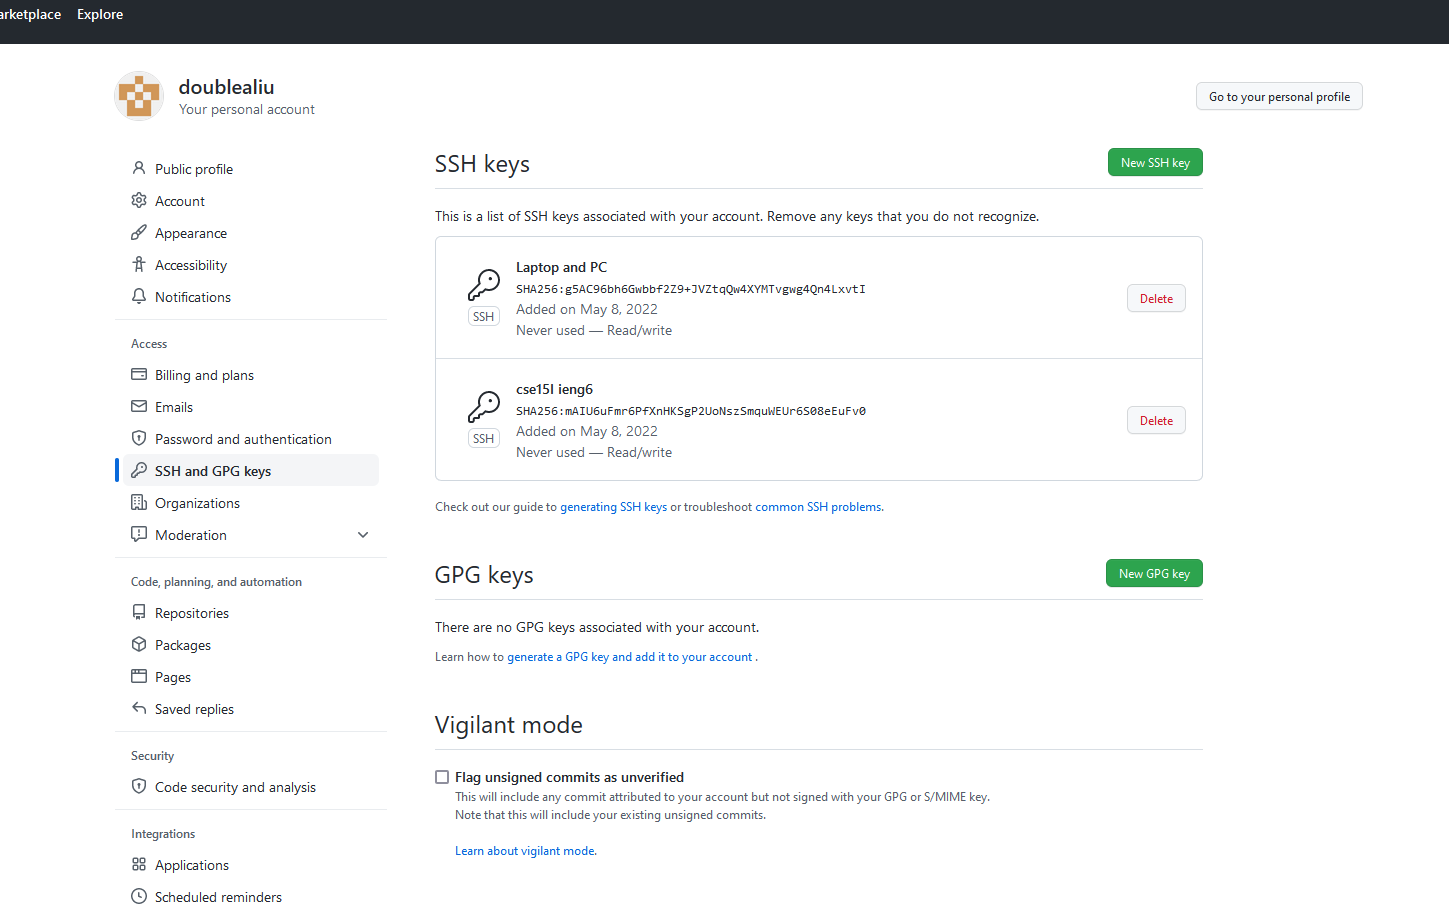 arketplace Explore
doublealiu
Your personal account
Go to your personal profile
Public profile
Account
Appearance
Accessibility
Notifications
Access
Billing and plans
Emails
Password and authentication
SSH and GPG keys
Organizations
Moderation
Code, planning, and automation
Repositories
Packages
Pages
Saved replies
Security
Code security and analysis
Integrations
Applications
Scheduled reminders
SSH keys
New SSH key
This is a list of SSH keys associated with your account. Remove any keys that you do not recognize.
Laptop and PC
SHA256:g5AC96bh6Gwbbf2Z9+JVZtqQw4XYMTvgwg4Qn4LxvtI
Added on May 8, 2022
Never used — Read/write
SSH
Delete
cse15l ieng6
SHA256:mAIU6uFmr6PfXnHKSgP2UoNszSmquWEUr6S08eEuFv0
Added on May 8, 2022
Never used — Read/write
SSH
Delete
Check out our guide to generating SSH keys or troubleshoot common SSH problems.
GPG keys
New GPG key
There are no GPG keys associated with your account.
Learn how to generate a GPG key and add it to your account .
Vigilant mode
Flag unsigned commits as unverified
This will include any commit attributed to your account but not signed with your GPG or S/MIME key.
Note that this will include your existing unsigned commits.
Learn about vigilant mode.